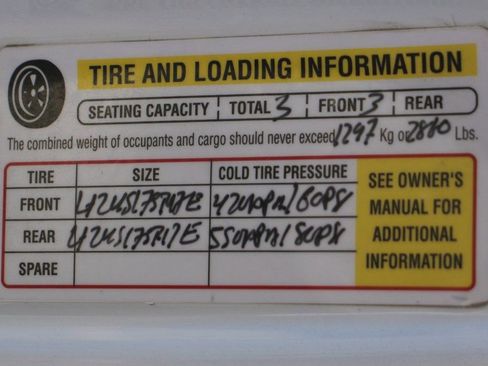 TIRE AND LOADING INFORMATION
SEATING CAPACITY TOTAL 3 FRONT 3 REAR
The combined weight of occupants and cargo should never exceed 1297 Kg or Lbs.
TIRE SIZE COLD TIRE PRESSURE
FRONT
REAR
SPARE
SEE OWNER'S
MANUAL FOR
ADDITIONAL
INFORMATION